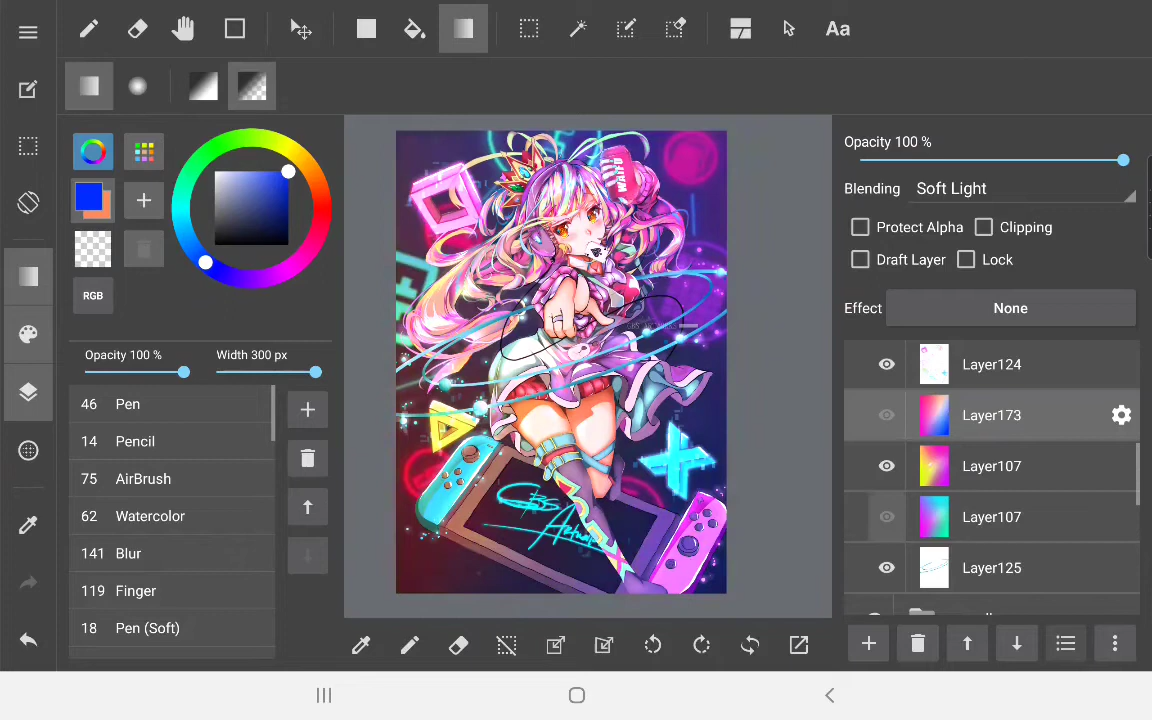 Aa
RGB
Opacity 100 %
Width 300 px
46 Pen
14 Pencil
75 AirBrush
62 Watercolor
141 Blur
119 Finger
18 Pen (Soft)
WAIFU
GBS
Opacity 100 %
Blending Soft Light
Protect Alpha Clipping
Draft Layer Lock
Effect None
Layer124
Layer173
Layer107
Layer107
Layer125